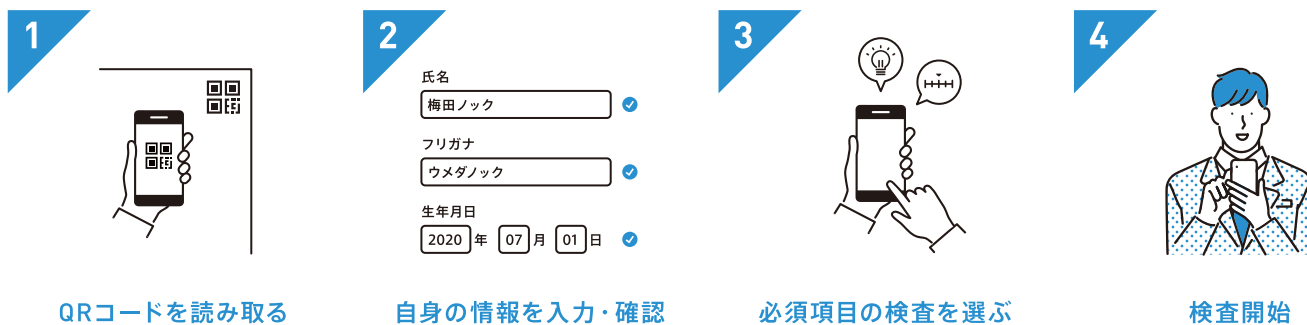 1
QRコードを読み取る
2
氏名
梅田ノック
フリガナ
ウメダノック
生年月日
2020 年 07 月 01 日
自身の情報を入力・確認
3
必須項目の検査を選ぶ
4
検査開始